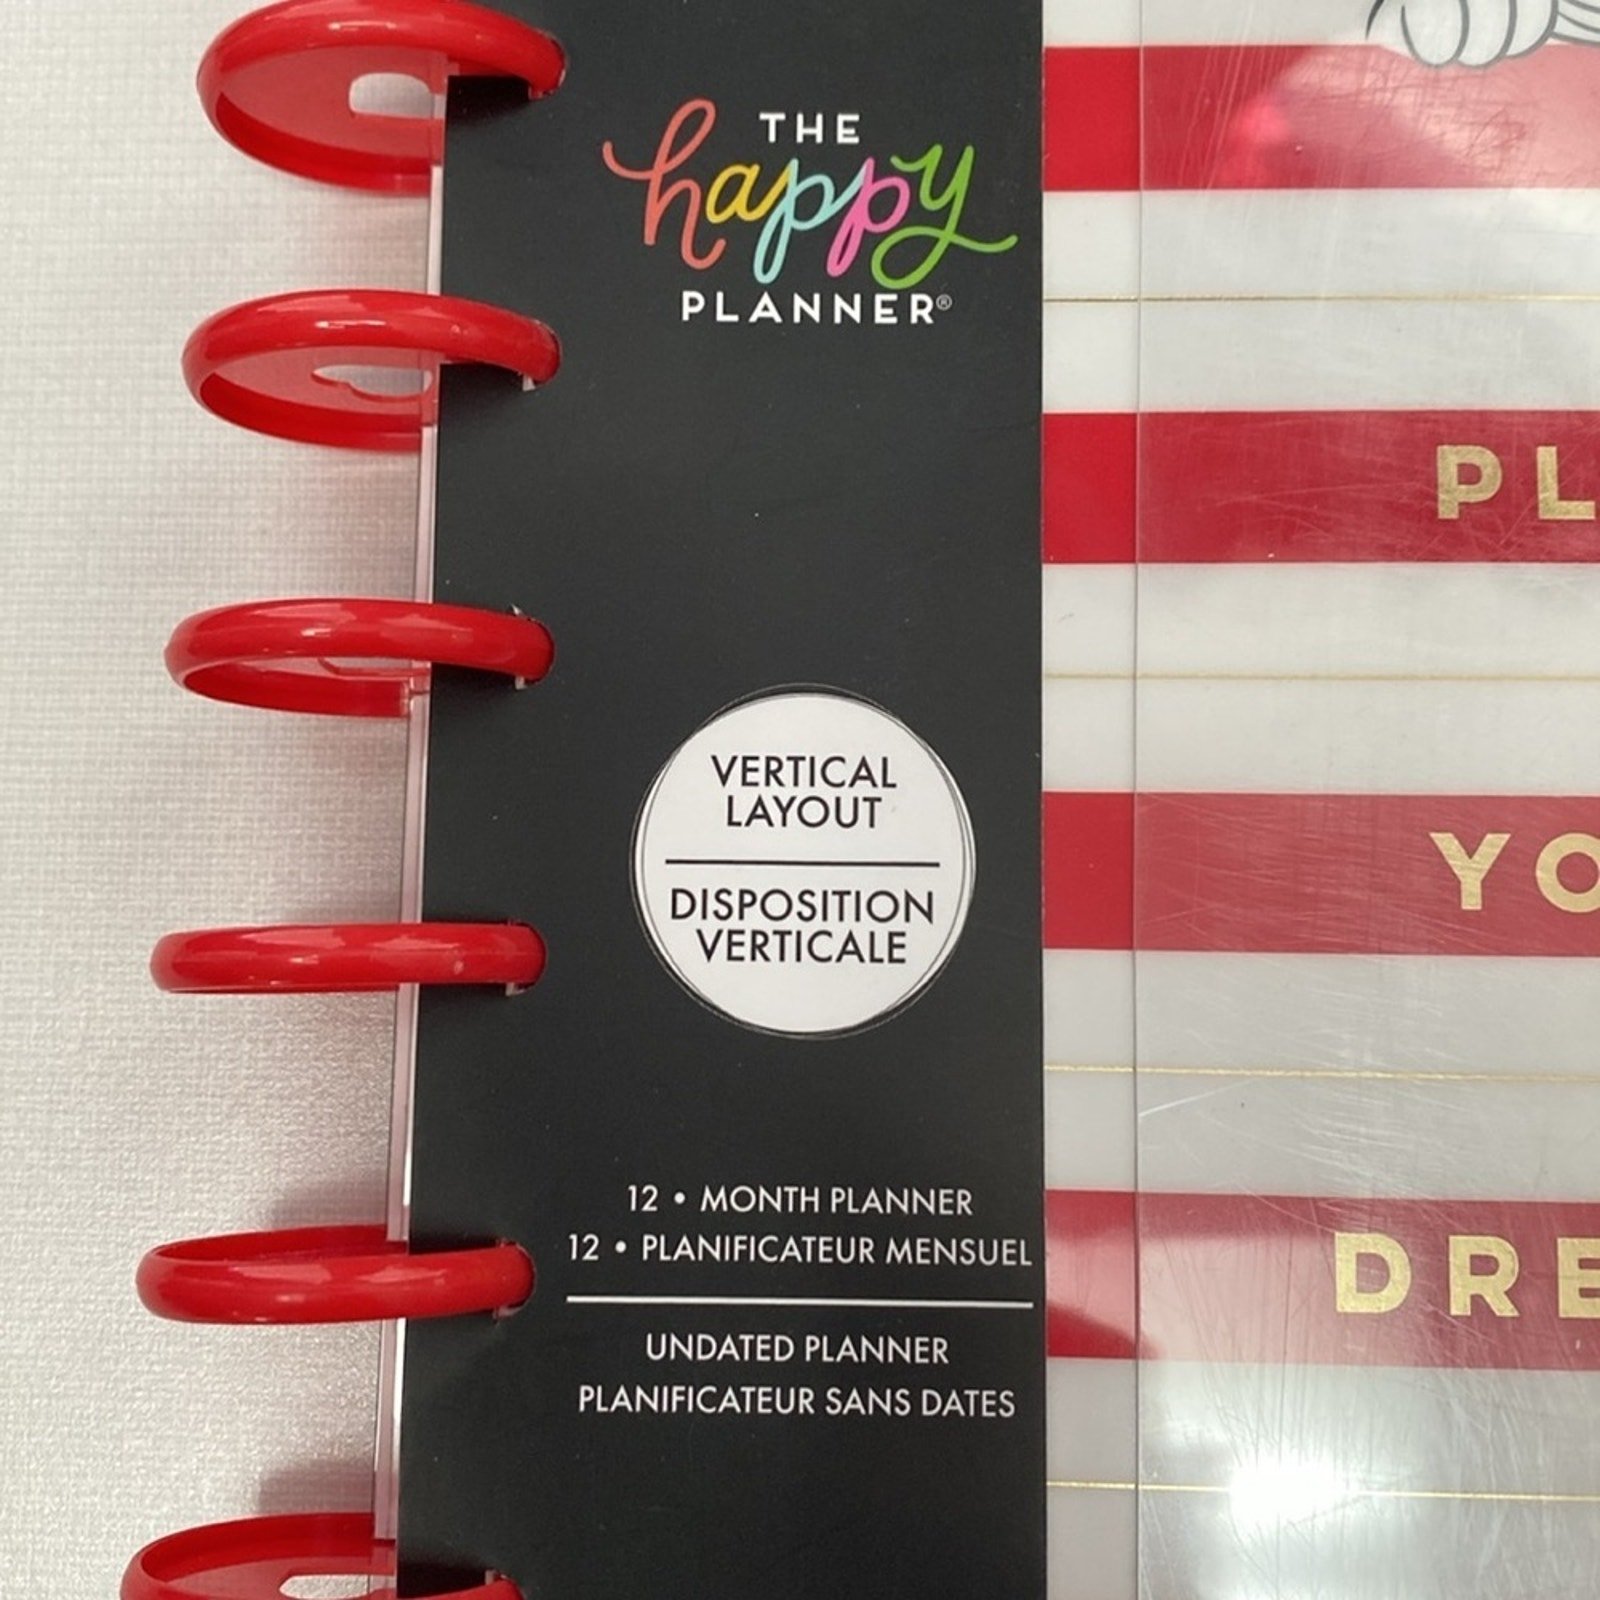 THE
happy
PLANNER®
VERTICAL
LAYOUT
DISPOSITION
VERTICALE
12 • MONTH PLANNER
12 • PLANIFICATEUR MENSUEL
UNDATED PLANNER
PLANIFICATEUR SANS DATES
PL
YO
DRE